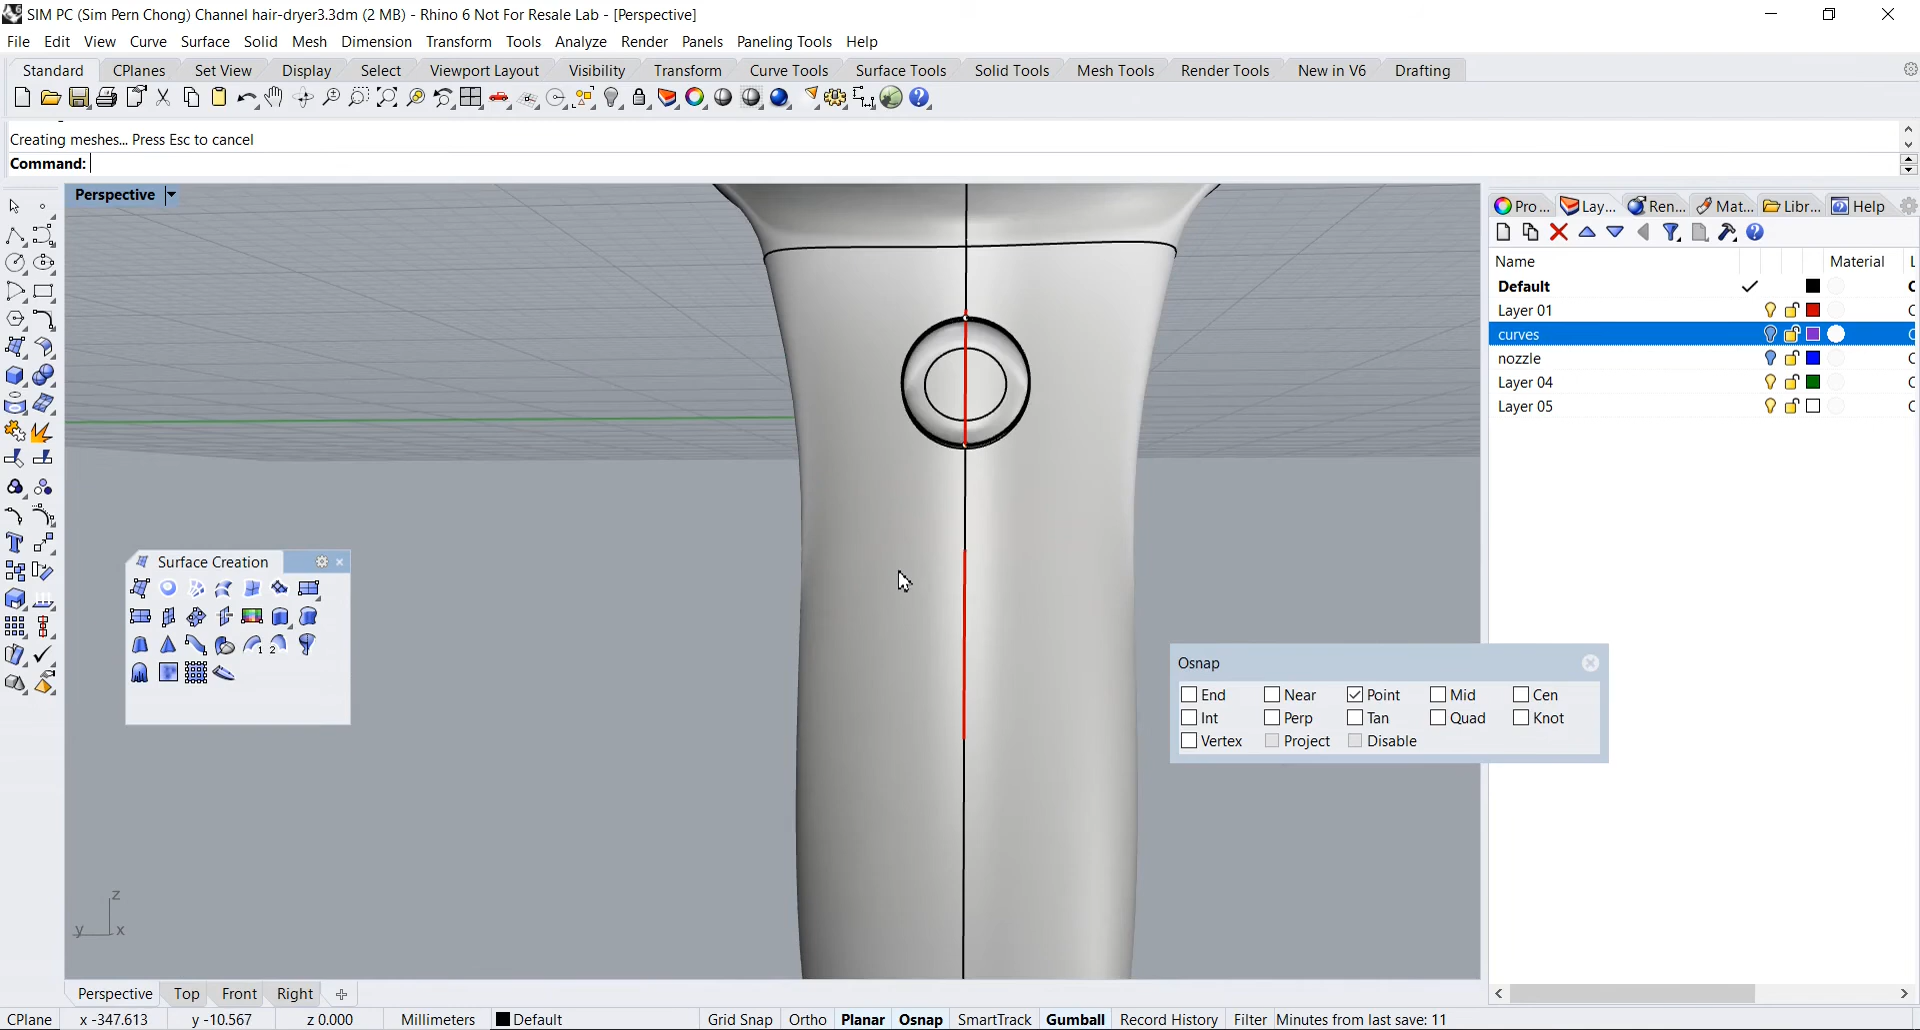 SIM PC (Sim Pern Chong) Channel hair-dryer3.3dm (2 MB) - Rhino 6 Not For Resale Lab - [Perspective]
File Edit View Curve Surface Solid Mesh Dimension Transform Tools Analyze Render Panels Paneling Tools Help
Standard CPlanes Set View Display Select Viewport Layout Visibility Transform Curve Tools Surface Tools Solid Tools Mesh Tools Render Tools New in V6 Drafting
Creating meshes... Press Esc to cancel
Command:
Perspective
Pro... Lay... Ren... Mat... Libr... Help
Name Material L
Default
Layer 01
curves
nozzle
Layer 04
Layer 05
Surface Creation
Osnap
End Near Point Mid Cen
Int Perp Tan Quad Knot
Vertex Project Disable
z
y x
Perspective Top Front Right
CPlane x -347.613 y -10.567 z 0.000 Millimeters Default Grid Snap Ortho Planar Osnap SmartTrack Gumball Record History Filter Minutes from last save: 11